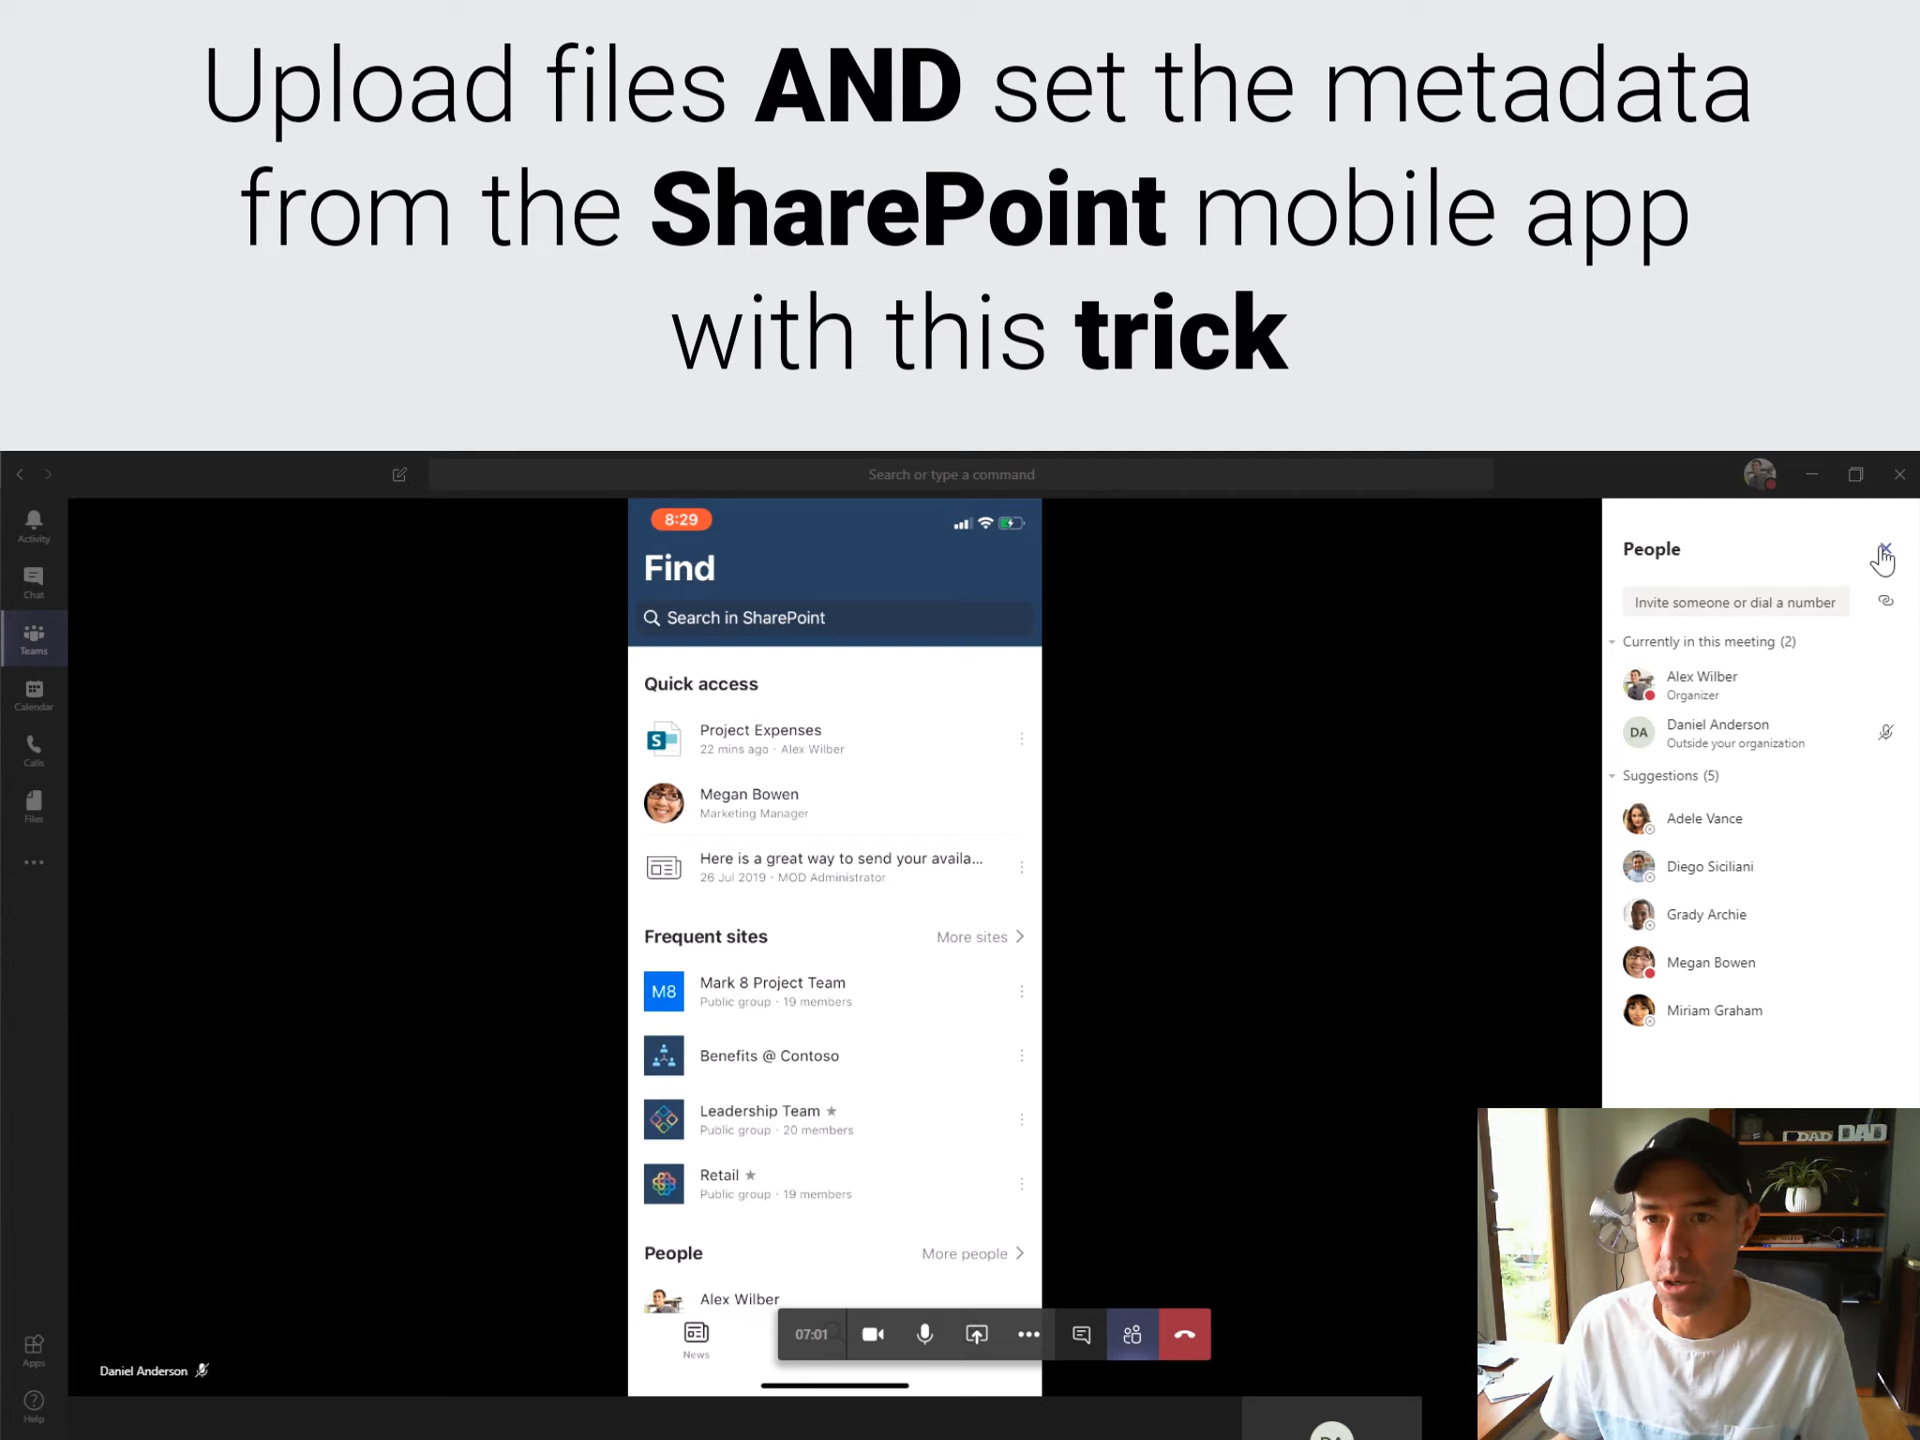 Upload files AND set the metadata
from the SharePoint mobile app
with this trick
Search or type a command
Activity
Chat
Teams
Calendar
Calls
Files
Apps
Help
8:29
Find
Search in SharePoint
Quick access
Project Expenses
22 mins ago · Alex Wilber
Megan Bowen
Marketing Manager
Here is a great way to send your availa...
26 Jul 2019 · MOD Administrator
Frequent sites
More sites
M8
Mark 8 Project Team
Public group · 19 members
Benefits @ Contoso
Leadership Team
Public group · 20 members
Retail
Public group · 19 members
People
More people
Alex Wilber
News
07:01
Daniel Anderson
People
Invite someone or dial a number
Currently in this meeting (2)
Alex Wilber
Organizer
DA
Daniel Anderson
Outside your organization
Suggestions (5)
Adele Vance
Diego Siciliani
Grady Archie
Megan Bowen
Miriam Graham
DAD DAD